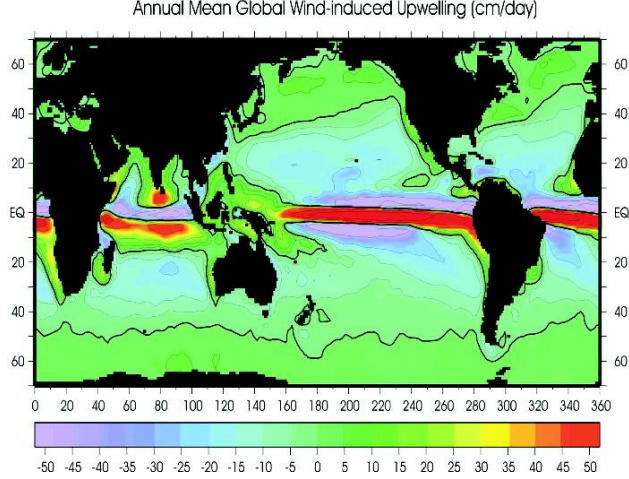 Annual Mean Global Wind-induced Upwelling (cm/day)
60 60
40 40
20 20
EQ EQ
20 20
40 40
60 60
0 20 40 60 80 100 120 140 160 180 200 220 240 260 280 300 320 340 360
-50 -45 -40 -35 -30 -25 -20 -15 -10 -5 0 5 10 15 20 25 30 35 40 45 50